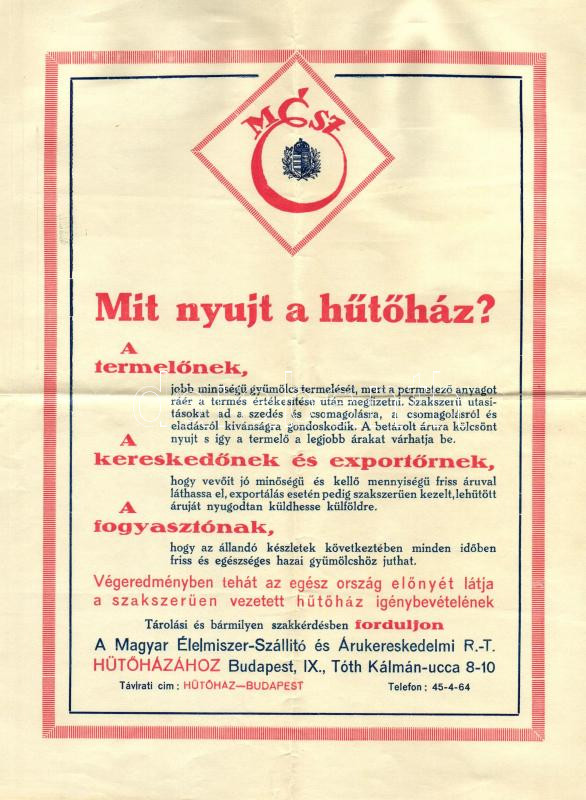 MÉSZ
Mit nyujt a hűtőház?
A
termelőnek,
jobb minőségű gyümölcs termelését, mert a permetező anyagot
ráér a termés értékesítése után megfizetni. Szakszerű utasí-
tásokat ad a szedés és csomagolásra, a csomagolásról és
eladásról kívánságra gondoskodik. A betárolt árura kölcsönt
nyujt s így a termelő a legjobb árakat várhatja be.
A
kereskedőnek és exportőrnek,
hogy vevőit jó minőségű és kellő mennyiségű friss áruval
láthassa el, exportálás esetén pedig szakszerűen kezelt, lehűtött
áruját nyugodtan küldhesse külföldre.
A
fogyasztónak,
hogy az állandó készletek következtében minden időben
friss és egészséges hazai gyümölcshöz juthat.
Végeredményben tehát az egész ország előnyét látja
a szakszerűen vezetett hűtőház igénybevételének
Tárolási és bármilyen szakkérdésben forduljon
A Magyar Élelmiszer-Szállitó és Árukereskedelmi R.-T.
HŰTŐHÁZÁHOZ Budapest, IX., Tóth Kálmán-ucca 8-10
Távirati cim: HŰTŐHÁZ—BUDAPEST Telefon: 45-4-64